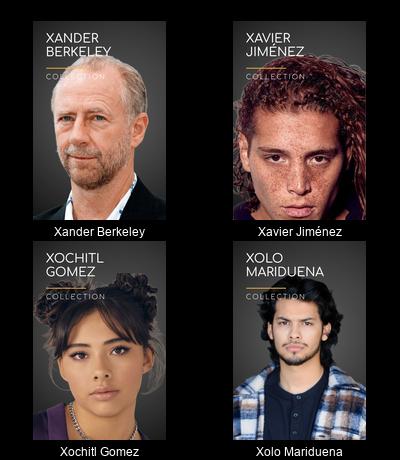 XANDER
BERKELEY
COLLECTION
Xander Berkeley
XAVIER
JIMÉNEZ
COLLECTION
Xavier Jiménez
XOCHITL
GOMEZ
COLLECTION
Xochitl Gomez
XOLO
MARIDUENA
COLLECTION
Xolo Mariduena